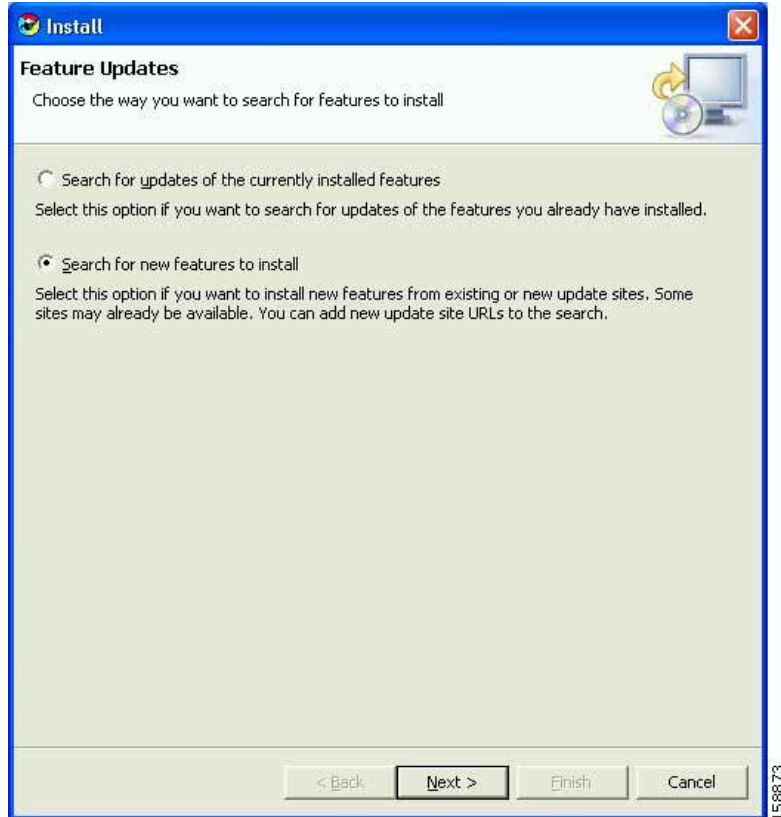 Install
Feature Updates
Choose the way you want to search for features to install
Search for updates of the currently installed features
Select this option if you want to search for updates of the features you already have installed.
Search for new features to install
Select this option if you want to install new features from existing or new update sites. Some
sites may already be available. You can add new update site URLs to the search.
< Back
Next >
Finish
Cancel
158873